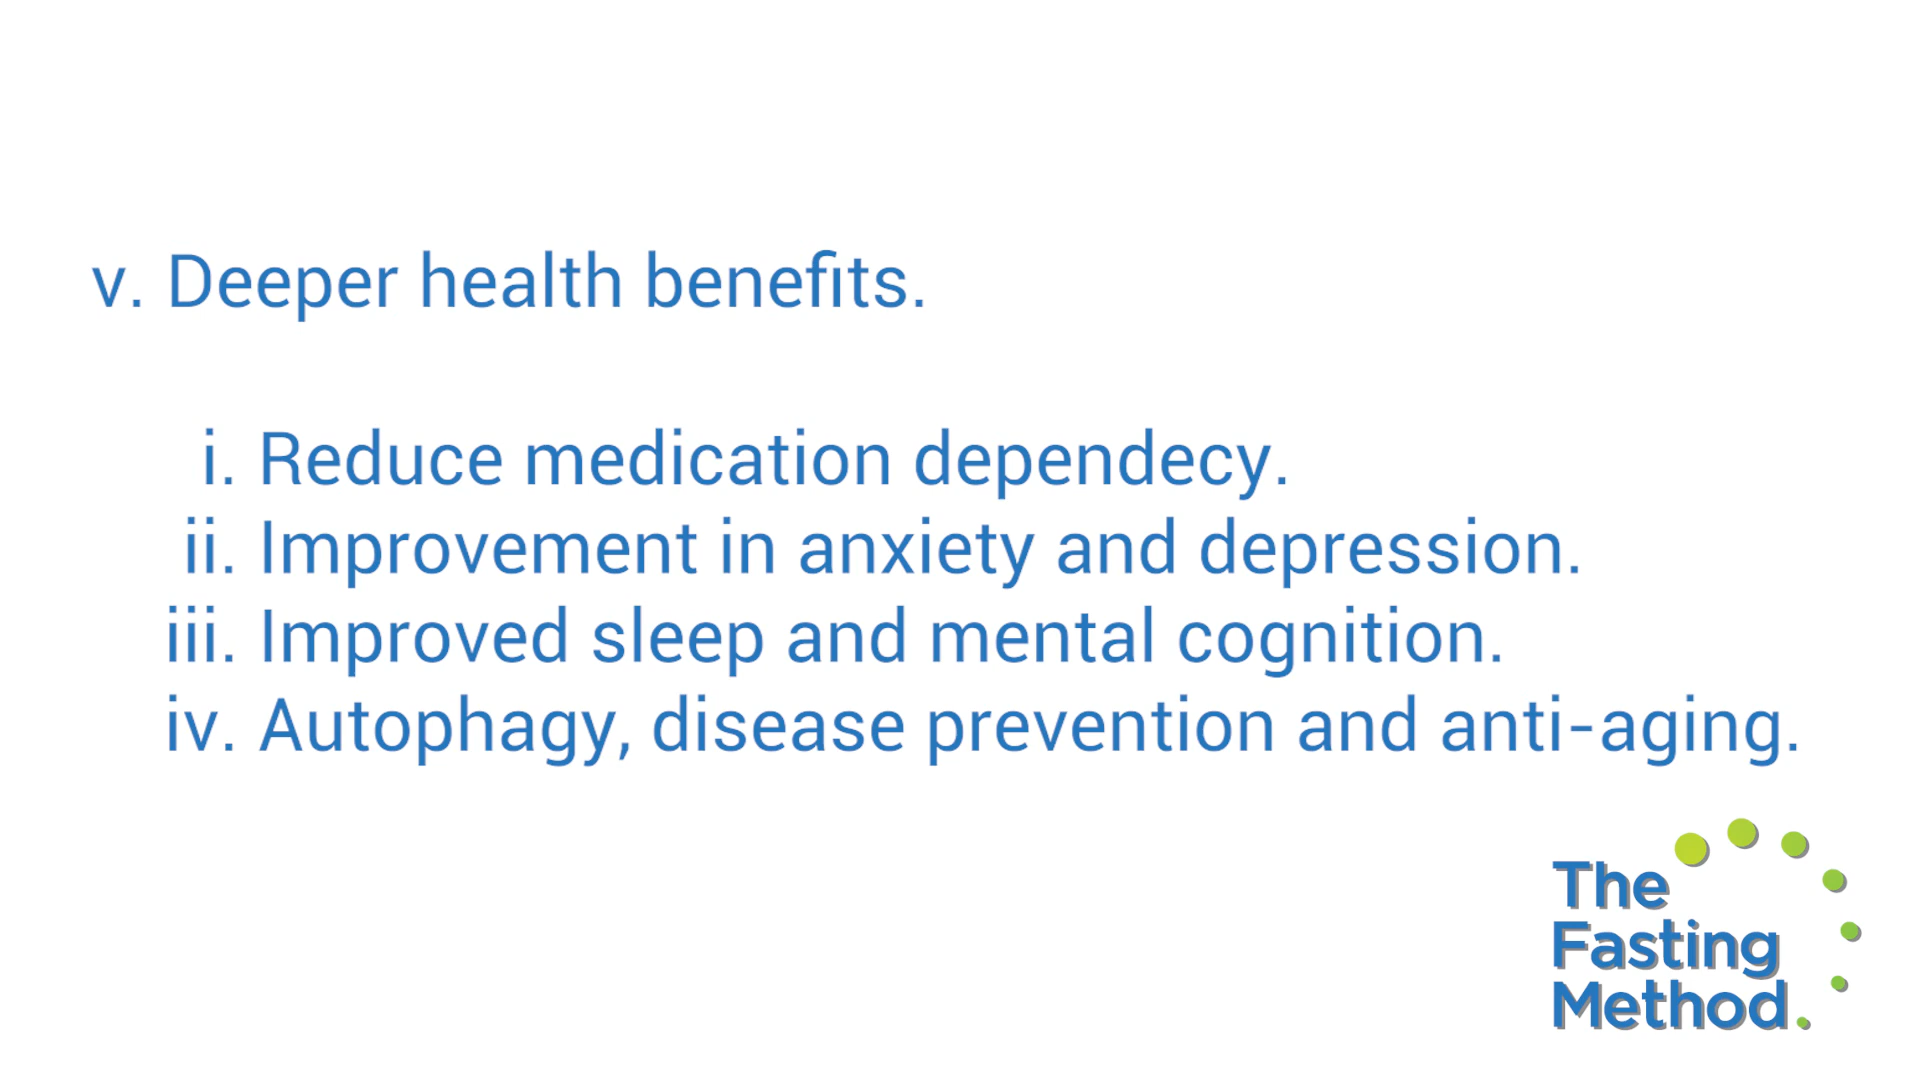 v. Deeper health benefits.
i. Reduce medication dependecy.
ii. Improvement in anxiety and depression.
iii. Improved sleep and mental cognition.
iv. Autophagy, disease prevention and anti-aging.
The
Fasting
Method.